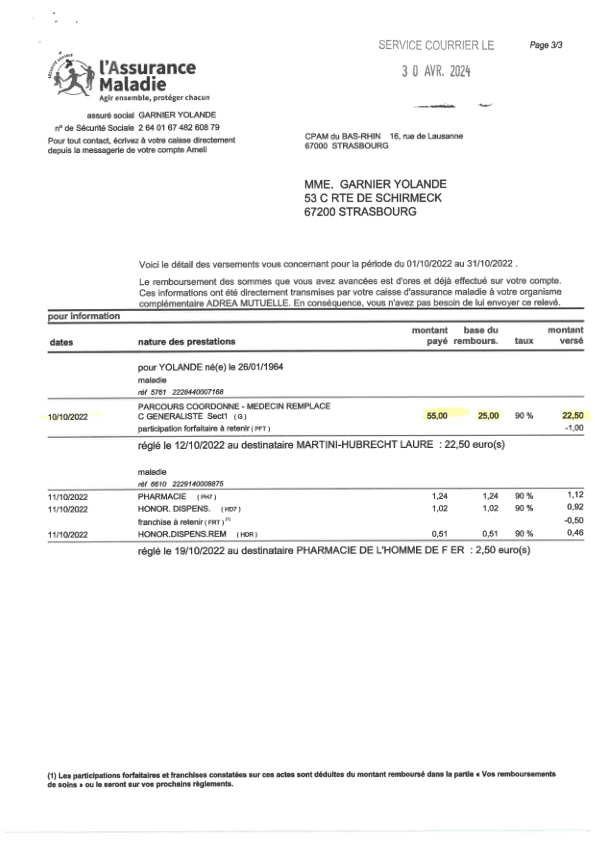 SERVICE COURRIER LE
Page 3/3
30 AVR. 2024
SÉCURITÉ SOCIALE
l'Assurance
Maladie
Agir ensemble, protéger chacun
assuré social GARNIER YOLANDE
n° de Sécurité Sociale 2 64 01 67 482 608 79
Pour tout contact, écrivez à votre caisse directement
depuis la messagerie de votre compte Ameli
CPAM du BAS-RHIN 16, rue de Lausanne
67000 STRASBOURG
MME. GARNIER YOLANDE
53 C RTE DE SCHIRMECK
67200 STRASBOURG
Voici le détail des versements vous concernant pour la période du 01/10/2022 au 31/10/2022 .
Le remboursement des sommes que vous avez avancées est d'ores et déjà effectué sur votre compte.
Ces informations ont été directement transmises par votre caisse d'assurance maladie à votre organisme
complémentaire ADREA MUTUELLE. En conséquence, vous n'avez pas besoin de lui envoyer ce relevé.
pour information
dates nature des prestations montant payé base du rembours. taux montant versé
pour YOLANDE né(e) le 26/01/1964
maladie
réf 5761 2228440007168
PARCOURS COORDONNE - MEDECIN REMPLACE
10/10/2022 C GENERALISTE Sect1 ( G ) 55,00 25,00 90 % 22,50
participation forfaitaire à retenir ( PFT ) -1,00
réglé le 12/10/2022 au destinataire MARTINI-HUBRECHT LAURE : 22,50 euro(s)
maladie
réf 6610 2229140008875
11/10/2022 PHARMACIE ( PH7 ) 1,24 1,24 90 % 1,12
11/10/2022 HONOR. DISPENS. ( HD7 ) 1,02 1,02 90 % 0,92
franchise à retenir ( FRT ) (1) -0,50
11/10/2022 HONOR.DISPENS.REM ( HDR ) 0,51 0,51 90 % 0,46
réglé le 19/10/2022 au destinataire PHARMACIE DE L'HOMME DE F ER : 2,50 euro(s)
(1) Les participations forfaitaires et franchises constatées sur ces actes sont déduites du montant remboursé dans la partie « Vos remboursements
de soins » ou le seront sur vos prochains règlements.